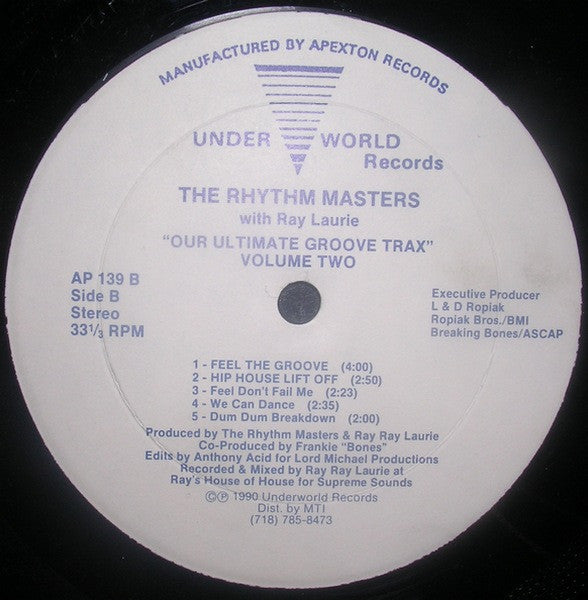 MANUFACTURED BY APEXTON RECORDS
UNDER WORLD
Records
THE RHYTHM MASTERS
with Ray Laurie
"OUR ULTIMATE GROOVE TRAX"
VOLUME TWO
AP 139 B
Side B
Stereo
33 1/3 RPM
Executive Producer
L & D Ropiak
Ropiak Bros./BMI
Breaking Bones/ASCAP
1 - FEEL THE GROOVE (4:00)
2 - HIP HOUSE LIFT OFF (2:50)
3 - Feel Don't Fail Me (2:23)
4 - We Can Dance (2:35)
5 - Dum Dum Breakdown (2:00)
Produced by The Rhythm Masters & Ray Ray Laurie
Co-Produced by Frankie "Bones"
Edits by Anthony Acid for Lord Michael Productions
Recorded & Mixed by Ray Ray Laurie at
Ray's House of House for Supreme Sounds
©℗ 1990 Underworld Records
Dist. by MTI
(718) 785-8473